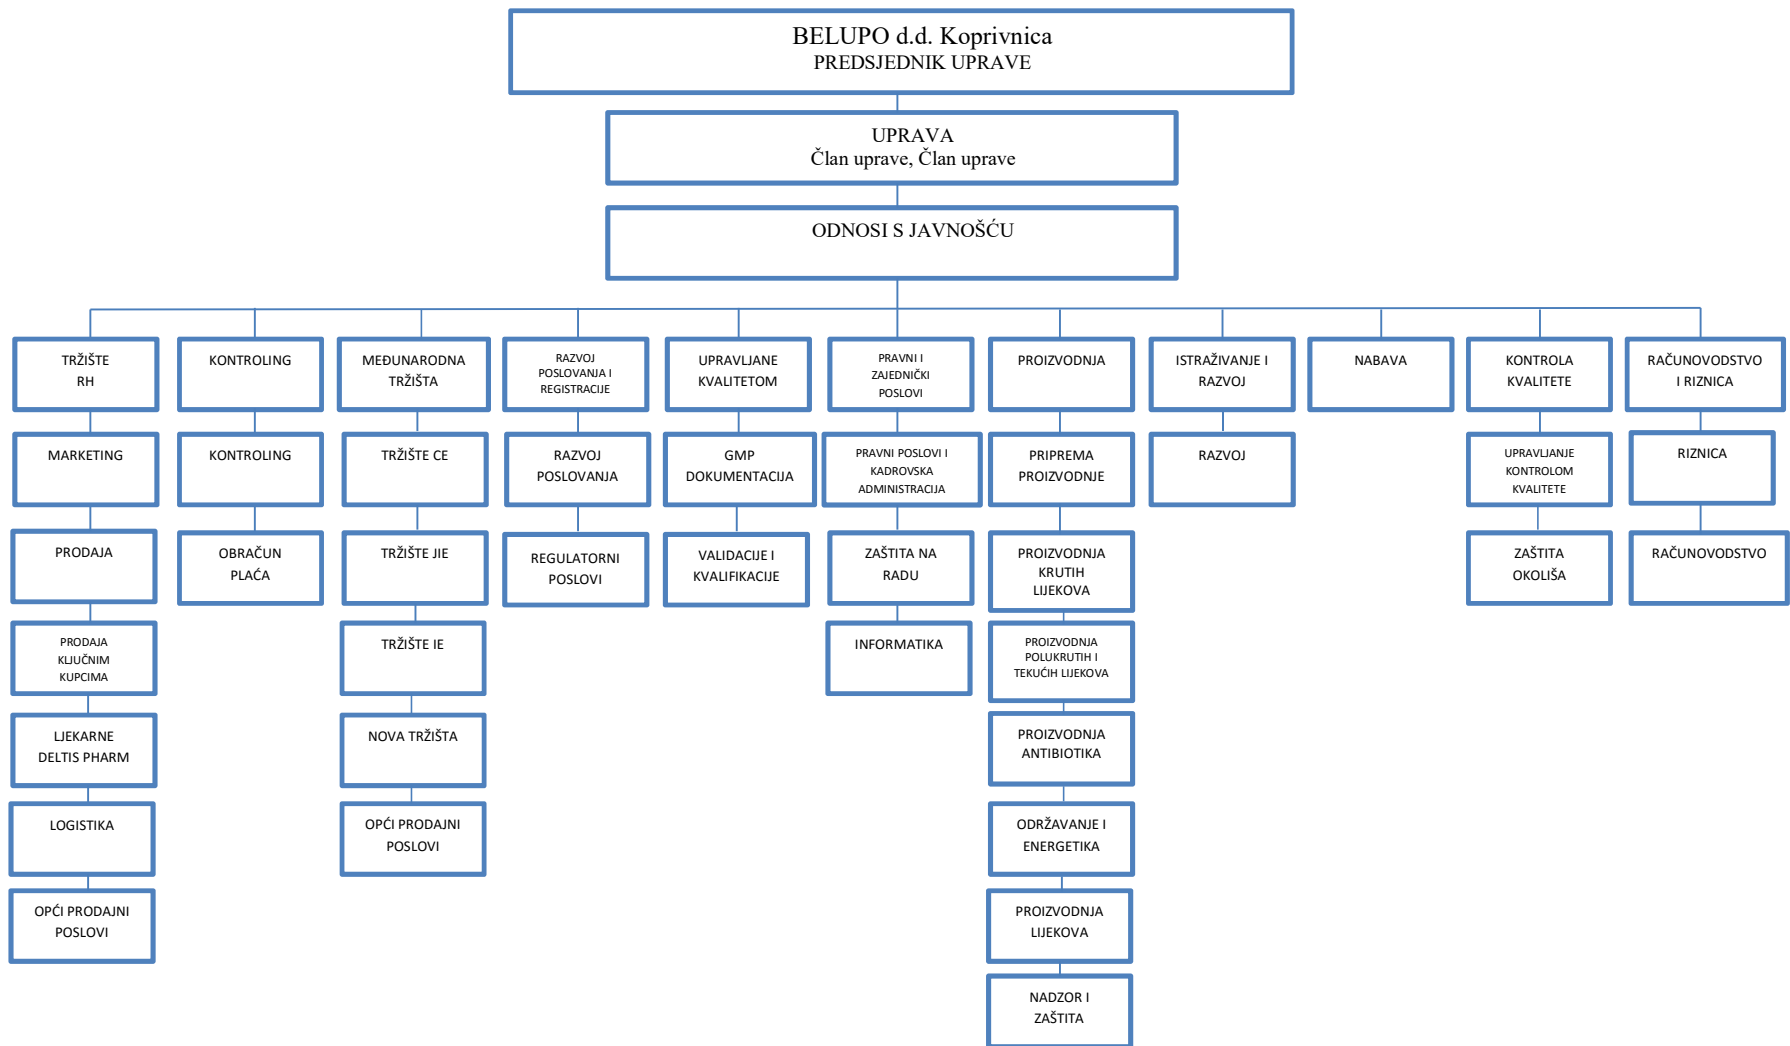 BELUPO d.d. Koprivnica
PREDSJEDNIK UPRAVE
UPRAVA
Član uprave, Član uprave
ODNOSI S JAVNOŠĆU
TRŽIŠTE
RH
KONTROLING
MEĐUNARODNA
TRŽIŠTA
RAZVOJ
POSLOVANJA I
REGISTRACIJE
UPRAVLJANE
KVALITETOM
PRAVNI I
ZAJEDNIČKI
POSLOVI
PROIZVODNJA
ISTRAŽIVANJE I
RAZVOJ
NABAVA
KONTROLA
KVALITETE
RAČUNOVODSTVO
I RIZNICA
MARKETING
KONTROLING
TRŽIŠTE CE
RAZVOJ
POSLOVANJA
GMP
DOKUMENTACIJA
PRAVNI POSLOVI I
KADROVSKA
ADMINISTRACIJA
PRIPREMA
PROIZVODNJE
RAZVOJ
UPRAVLJANJE
KONTROLOM
KVALITETE
RIZNICA
PRODAJA
OBRAČUN
PLAĆA
TRŽIŠTE JIE
REGULATORNI
POSLOVI
VALIDACIJE I
KVALIFIKACIJE
ZAŠTITA NA
RADU
PROIZVODNJA
KRUTIH
LIJEKOVA
ZAŠTITA
OKOLIŠA
RAČUNOVODSTVO
PRODAJA
KLJUČNIM
KUPCIMA
TRŽIŠTE IE
INFORMATIKA
PROIZVODNJA
POLUKRUTIH I
TEKUĆIH LIJEKOVA
LJEKARNE
DELTIS PHARM
NOVA TRŽIŠTA
PROIZVODNJA
ANTIBIOTIKA
LOGISTIKA
OPĆI PRODAJNI
POSLOVI
ODRŽAVANJE I
ENERGETIKA
OPĆI PRODAJNI
POSLOVI
PROIZVODNJA
LIJEKOVA
NADZOR I
ZAŠTITA